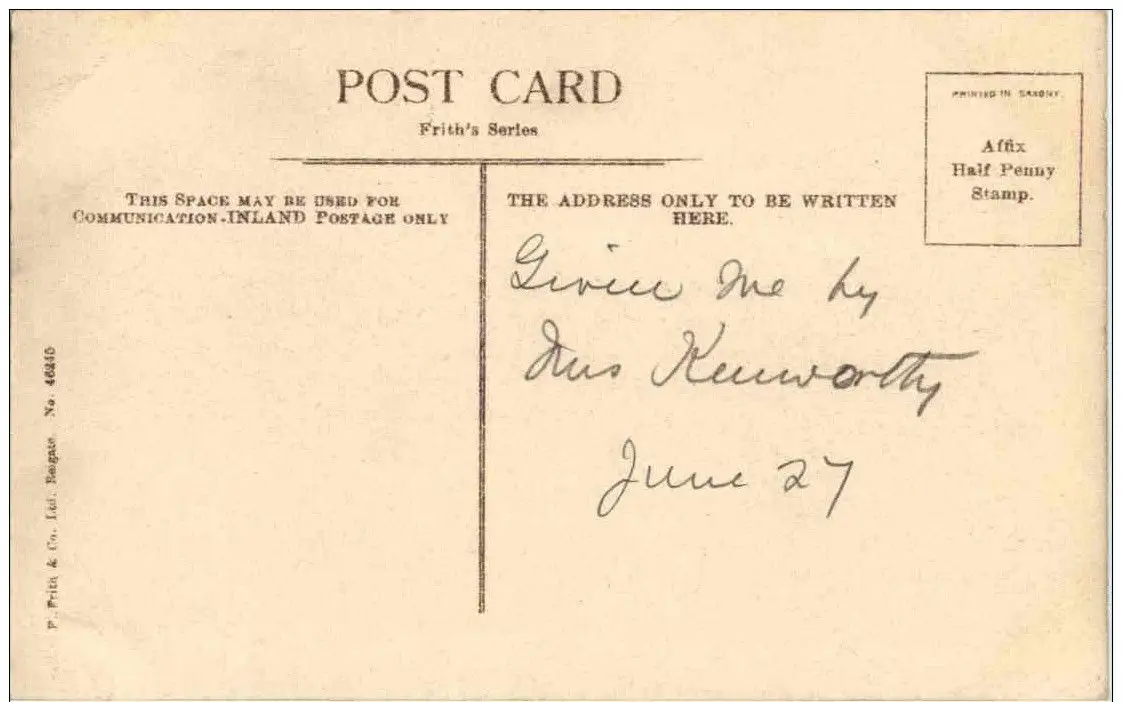 POST CARD
Frith's Series
PRINTED IN SAXONY.
Affix
Half Penny
Stamp.
THIS SPACE MAY BE USED FOR
COMMUNICATION-INLAND POSTAGE ONLY
THE ADDRESS ONLY TO BE WRITTEN
HERE.
Given me by
Mrs Kenworthy
June 27
F. Frith & Co. Ltd. Reigate. No. 46245